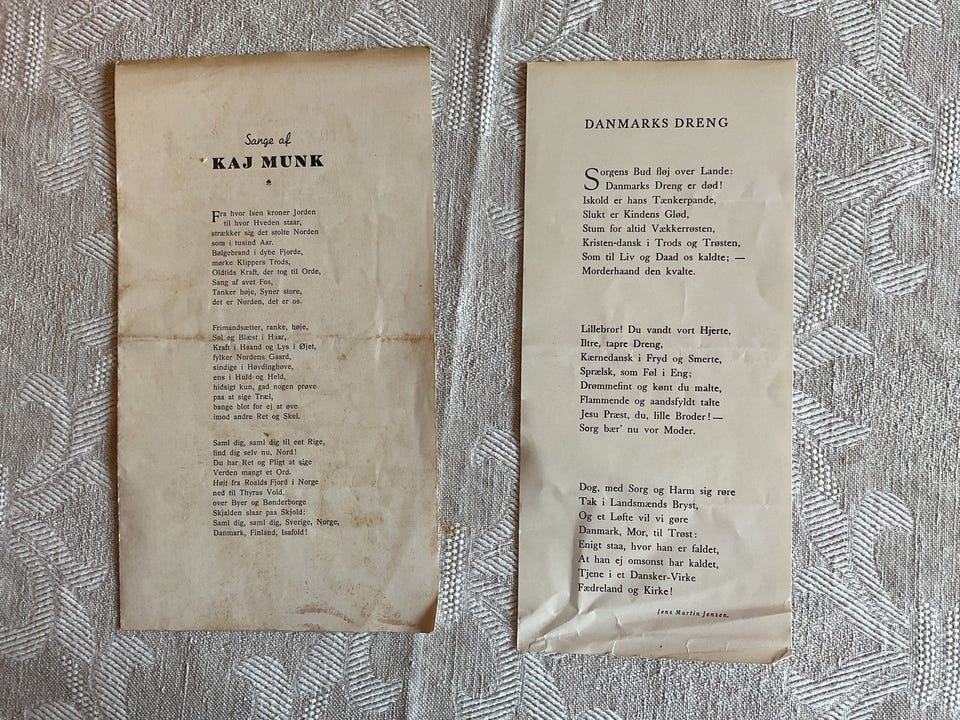 Sange af
KAJ MUNK
Fra hvor Isen kroner Jorden
til hvor Hveden staar,
strækker sig det stolte Norden
som i tusind Aar.
Bølgebrand i dybe Fjorde,
mørke Klippers Trods,
Oldtids Kraft, der tog til Orde,
Sang af avet Fos,
Tanker høje, Syner store,
det er Norden, det er os.
Frimandsætter, ranke, høje,
Sol og Blæst i Haar,
Kraft i Haand og Lys i Øjet,
fylker Nordens Gaard,
sindige i Høvdinghøve,
ens i Huld og Held,
hidsigt kun, gad nogen prøve
paa at sige Træl,
bange blot for ej at øve
imod andre Ret og Skel.
Saml dig, saml dig til eet Rige,
find dig selv nu, Nord!
Du har Ret og Pligt at sige
Verden mangt et Ord.
Højt fra Roalds Fjord i Norge
ned til Thyras Vold,
over Byer og Bønderborge
Skjalden slaar paa Skjold:
Saml dig, saml dig, Sverige, Norge,
Danmark, Finland, Isafold!
DANMARKS DRENG
Sorgens Bud fløj over Lande:
Danmarks Dreng er død!
Iskold er hans Tænkerpande,
Slukt er Kindens Glød,
Stum for altid Vækkerrøsten,
Kristen-dansk i Trods og Trøsten,
Som til Liv og Daad os kaldte; —
Morderhaand den kvalte.
Lillebror! Du vandt vort Hjerte,
Iltre, tapre Dreng,
Kærnedansk i Fryd og Smerte,
Sprælsk, som Føl i Eng;
Drømmefint og kønt du malte,
Flammende og aandsfyldt talte
Jesu Præst, du, lille Broder! —
Sorg bær' nu vor Moder.
Dog, med Sorg og Harm sig røre
Tak i Landsmænds Bryst,
Og et Løfte vil vi gøre
Danmark, Mor, til Trøst:
Enigt staa, hvor han er faldet,
At han ej omsonst har kaldet,
Tjene i et Dansker-Virke
Fædreland og Kirke!
Jens Martin Jensen.